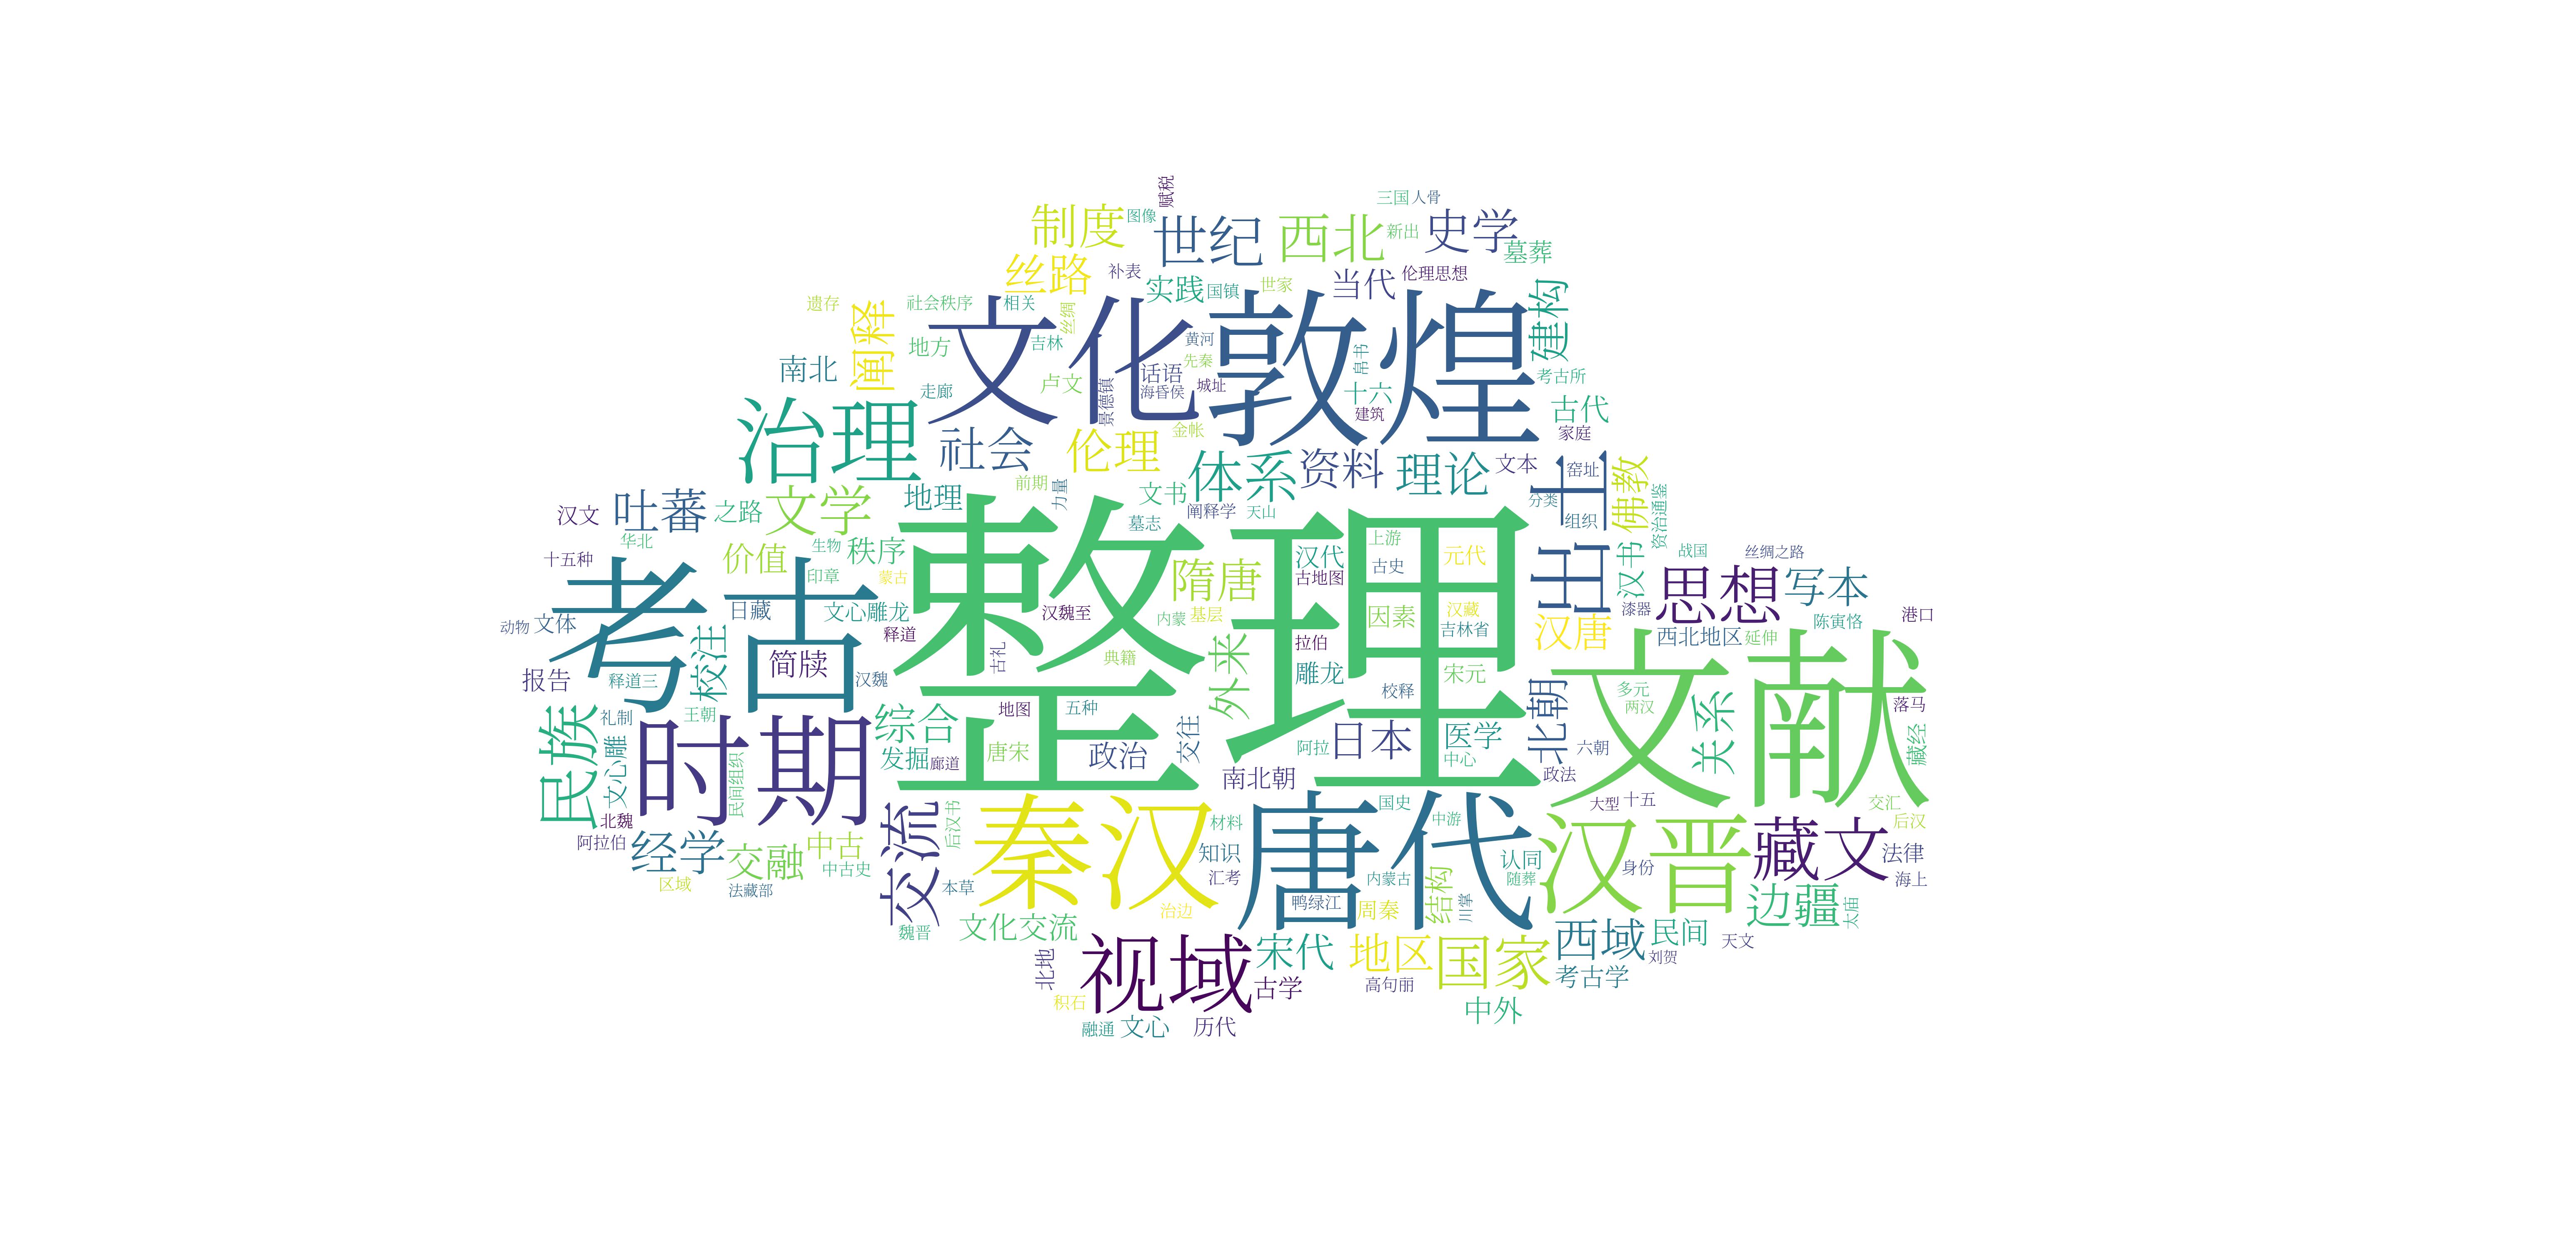 赋税
三国
人骨
制度
图像
世纪
西北
新出
史学
墓葬
丝路
补表
实践
国镇
世家
当代
伦理思想
建构
遗存
社会秩序
相关
丝绸
阐释
文化
敦煌
地方
吉林
黄河
先秦
帛书
南北
走廊
卢文
话语
海昏侯
城址
景德镇
十六
建筑
考古所
古代
家庭
治理
社会
伦理
金帐
体系
资料
理论
文本
出土
窑址
分类
组织
佛教
资治通鉴
吐蕃
之路
文学
地理
前期
力量
文书
阐释学
天山
汉文
华北
墓志
整理
上游
元代
汉代
古史
古地图
战国
丝绸之路
十五种
考古
价值
生物
秩序
印章
蒙古
隋唐
汉书
思想
写本
日藏
文心雕龙
汉魏至
内蒙
基层
因素
汉藏
吉林省
漆器
汉唐
陈寅恪
港口
动物
文体
校注
简牍
释道
古礼
典籍
外来
拉伯
西北地区
延伸
文献
报告
释道三
汉魏
雕龙
宋元
校释
北朝
多元
两汉
关系
落马
民族
礼制
王朝
时期
综合
地图
五种
交往
阿拉
日本
医学
六朝
藏经
文心雕
民间组织
发掘
廊道
唐宋
政治
南北朝
中心
政法
北魏
阿拉伯
交流
后汉书
秦汉
材料
唐代
国史
中游
大型
十五
汉晋
交汇
后汉
经学
交融
中古
中古史
知识
认同
藏文
法律
区域
法藏部
本草
汇考
内蒙古
结构
随葬
身份
海上
魏晋
文化交流
治边
鸭绿江
周秦
川掌
边疆
太庙
北地
视域
宋代
地区
国家
西域
民间
天文
积石
古学
高句丽
考古学
刘贺
融通
文心
历代
中外